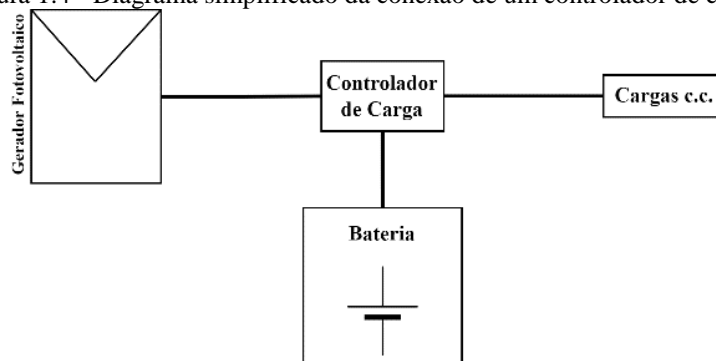 Diagrama simplificado da conexão de um controlador de
Gerador Fotovoltaico
Controlador
de Carga
Cargas c.c.
Bateria